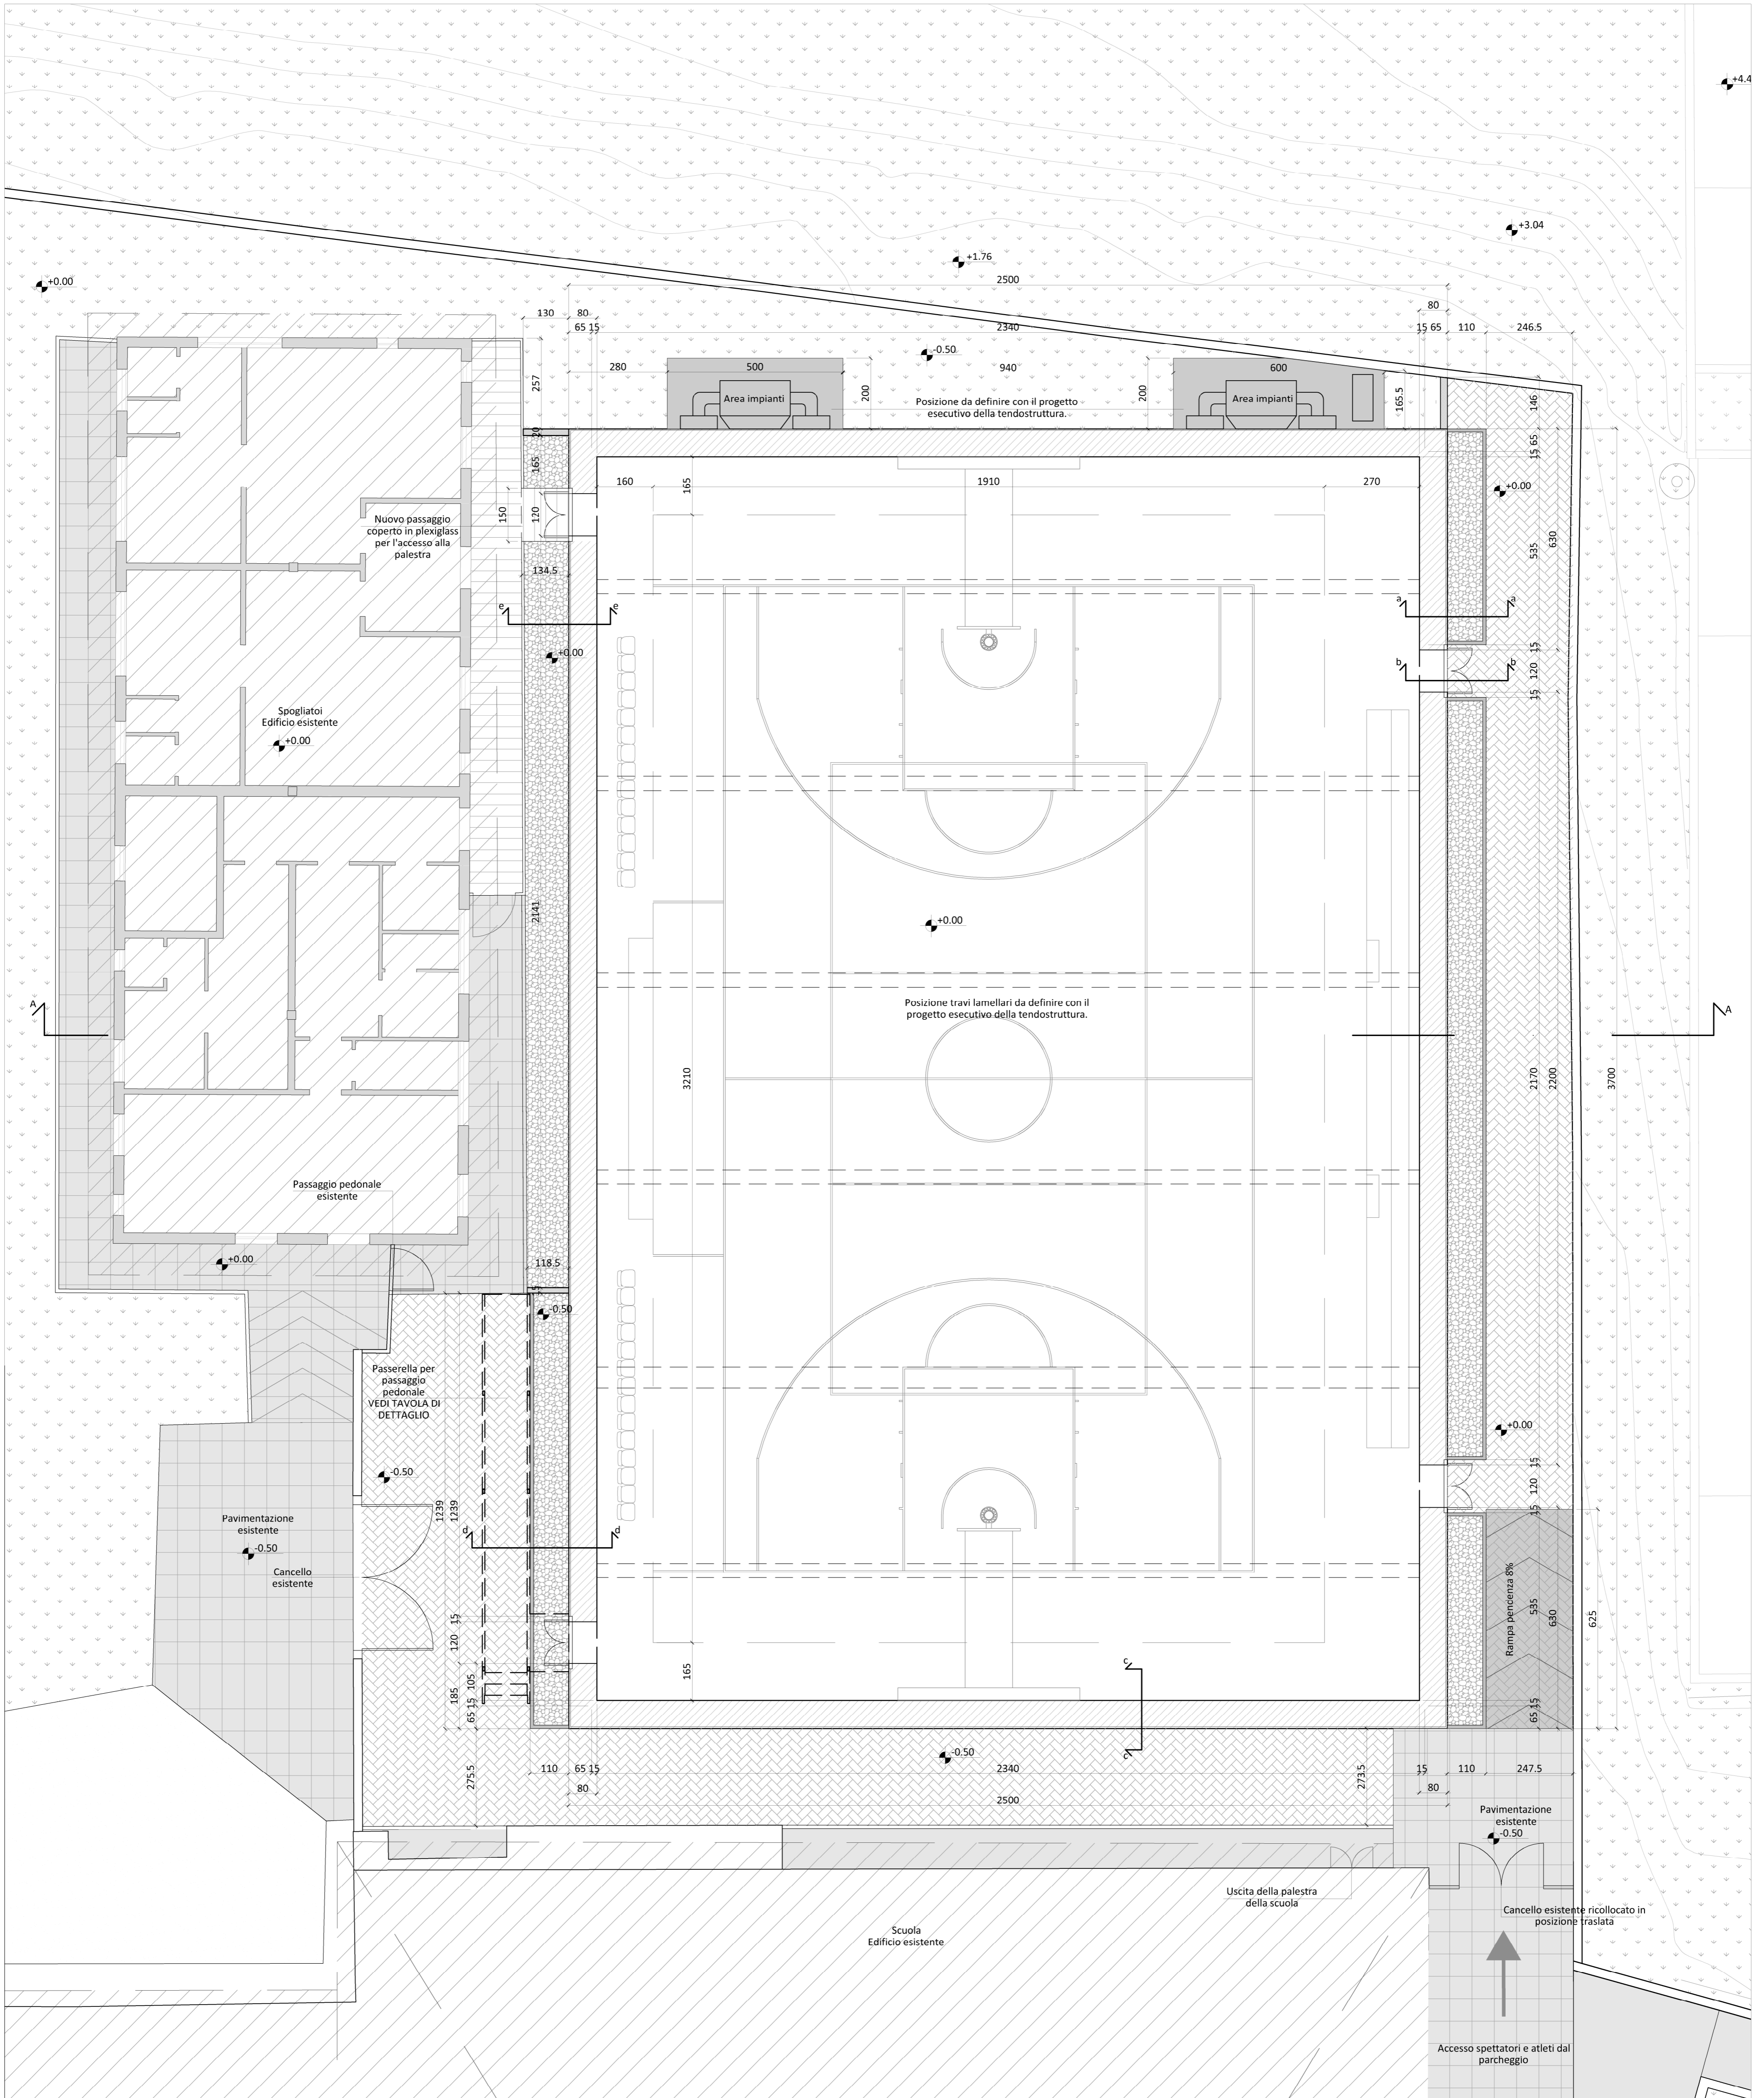 +4.4
+3.04
+1.76
+0.00
2500
80
130
80
65 15
2340
15 65
110
246.5
-0.50
280
500
940
600
257
200
200
165.5
146
Area impianti
Area impianti
Posizione da definire con il progetto
esecutivo della tendostruttura.
20
15 65
165
160
165
1910
270
+0.00
150
120
Nuovo passaggio
coperto in plexiglass
per l'accesso alla
palestra
535
630
134.5
e
e
a
a
+0.00
15
b
b
120
15
Spogliatoi
Edificio esistente
+0.00
2141
+0.00
Posizione travi lamellari da definire con il
progetto esecutivo della tendostruttura.
A
A
3210
2170
2200
3700
Passaggio pedonale
esistente
+0.00
118.5
15
-0.50
Passerella per
passaggio
pedonale
VEDI TAVOLA DI
DETTAGLIO
+0.00
-0.50
15
120
15
1239
1239
Pavimentazione
esistente
-0.50
Cancello
esistente
d
d
Rampa pendenza 8%
535
630
625
15
120
165
c
185
105
65 15
65 15
c
-0.50
275.5
110
65 15
2340
273.5
15
110
247.5
80
80
2500
Pavimentazione
esistente
-0.50
Uscita della palestra
della scuola
Cancello esistente ricollocato in
posizione traslata
Scuola
Edificio esistente
Accesso spettatori e atleti dal
parcheggio